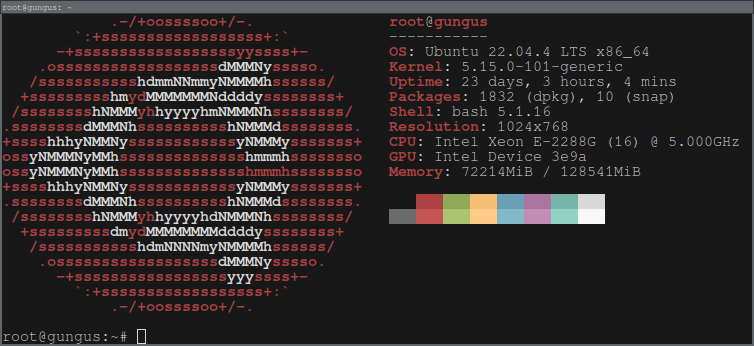 root@gungus: ~
            .-/+oossssoo+/-.               root@gungus
        `:+ssssssssssssssssss+:`           -----------
      -+ssssssssssssssssssyyssss+-         OS: Ubuntu 22.04.4 LTS x86_64
    .ossssssssssssssssssdMMMNysssso.       Kernel: 5.15.0-101-generic
   /ssssssssssshdmmNNmmyNMMMMhssssss/      Uptime: 23 days, 3 hours, 4 mins
  +ssssssssshmydMMMMMMMNddddyssssssss+     Packages: 1832 (dpkg), 10 (snap)
 /sssssssshNMMMyhhyyyyhmNMMMNhssssssss/    Shell: bash 5.1.16
.ssssssssdMMMNhsssssssssshNMMMdssssssss.   Resolution: 1024x768
+sssshhhyNMMNyssssssssssssyNMMMysssssss+   CPU: Intel Xeon E-2288G (16) @ 5.000GHz
ossyNMMMNyMMhsssssssssssssshmmmhssssssso   GPU: Intel Device 3e9a
ossyNMMMNyMMhsssssssssssssshmmmhssssssso   Memory: 72214MiB / 128541MiB
+sssshhhyNMMNyssssssssssssyNMMMysssssss+
.ssssssssdMMMNhsssssssssshNMMMdssssssss.
 /sssssssshNMMMyhhyyyyhdNMMMNhssssssss/
  +sssssssssdmydMMMMMMMMddddyssssssss+
   /ssssssssssshdmNNNNmyNMMMMhssssss/
    .ossssssssssssssssssdMMMNysssso.
      -+sssssssssssssssssyyyssss+-
        `:+ssssssssssssssssss+:`
            .-/+oossssoo+/-.
root@gungus:~#